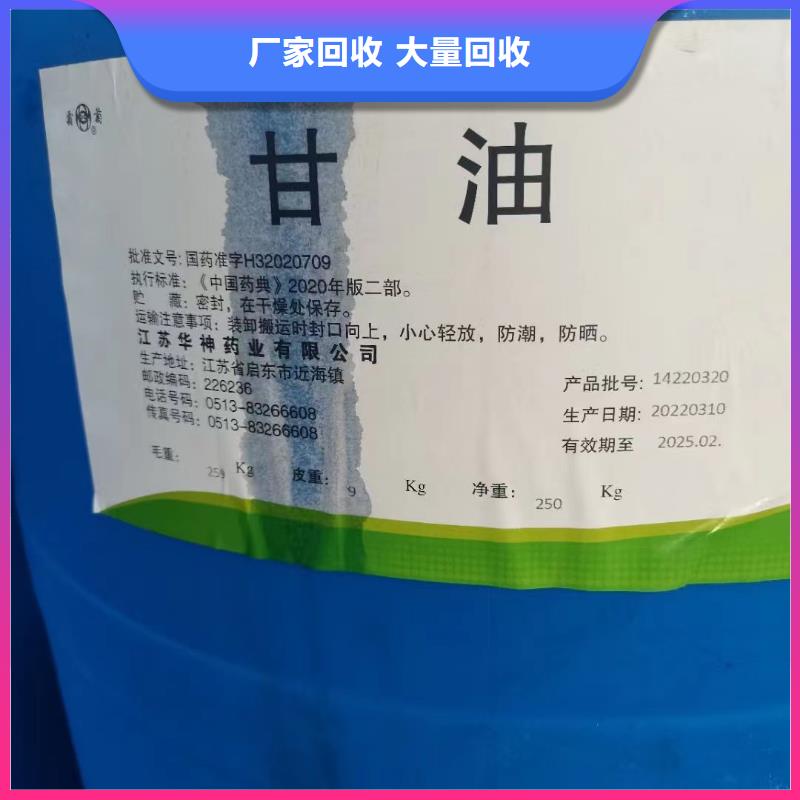 厂家回收 大量回收
甘油
批准文号: 国药准字H32020709
执行标准: 《中国药典》2020年版二部。
贮 藏: 密封, 在干燥处保存。
运输注意事项: 装卸搬运时封口向上, 小心轻放, 防潮, 防晒。
江苏华神药业有限公司
生产地址: 江苏省启东市近海镇
邮政编码: 226236
电话号码: 0513-83266608
传真号码: 0513-83266608
产品批号: 14220320
生产日期: 20220310
有效期至 2025.02.
毛重: 259 Kg 皮重: 9 Kg 净重: 250 Kg